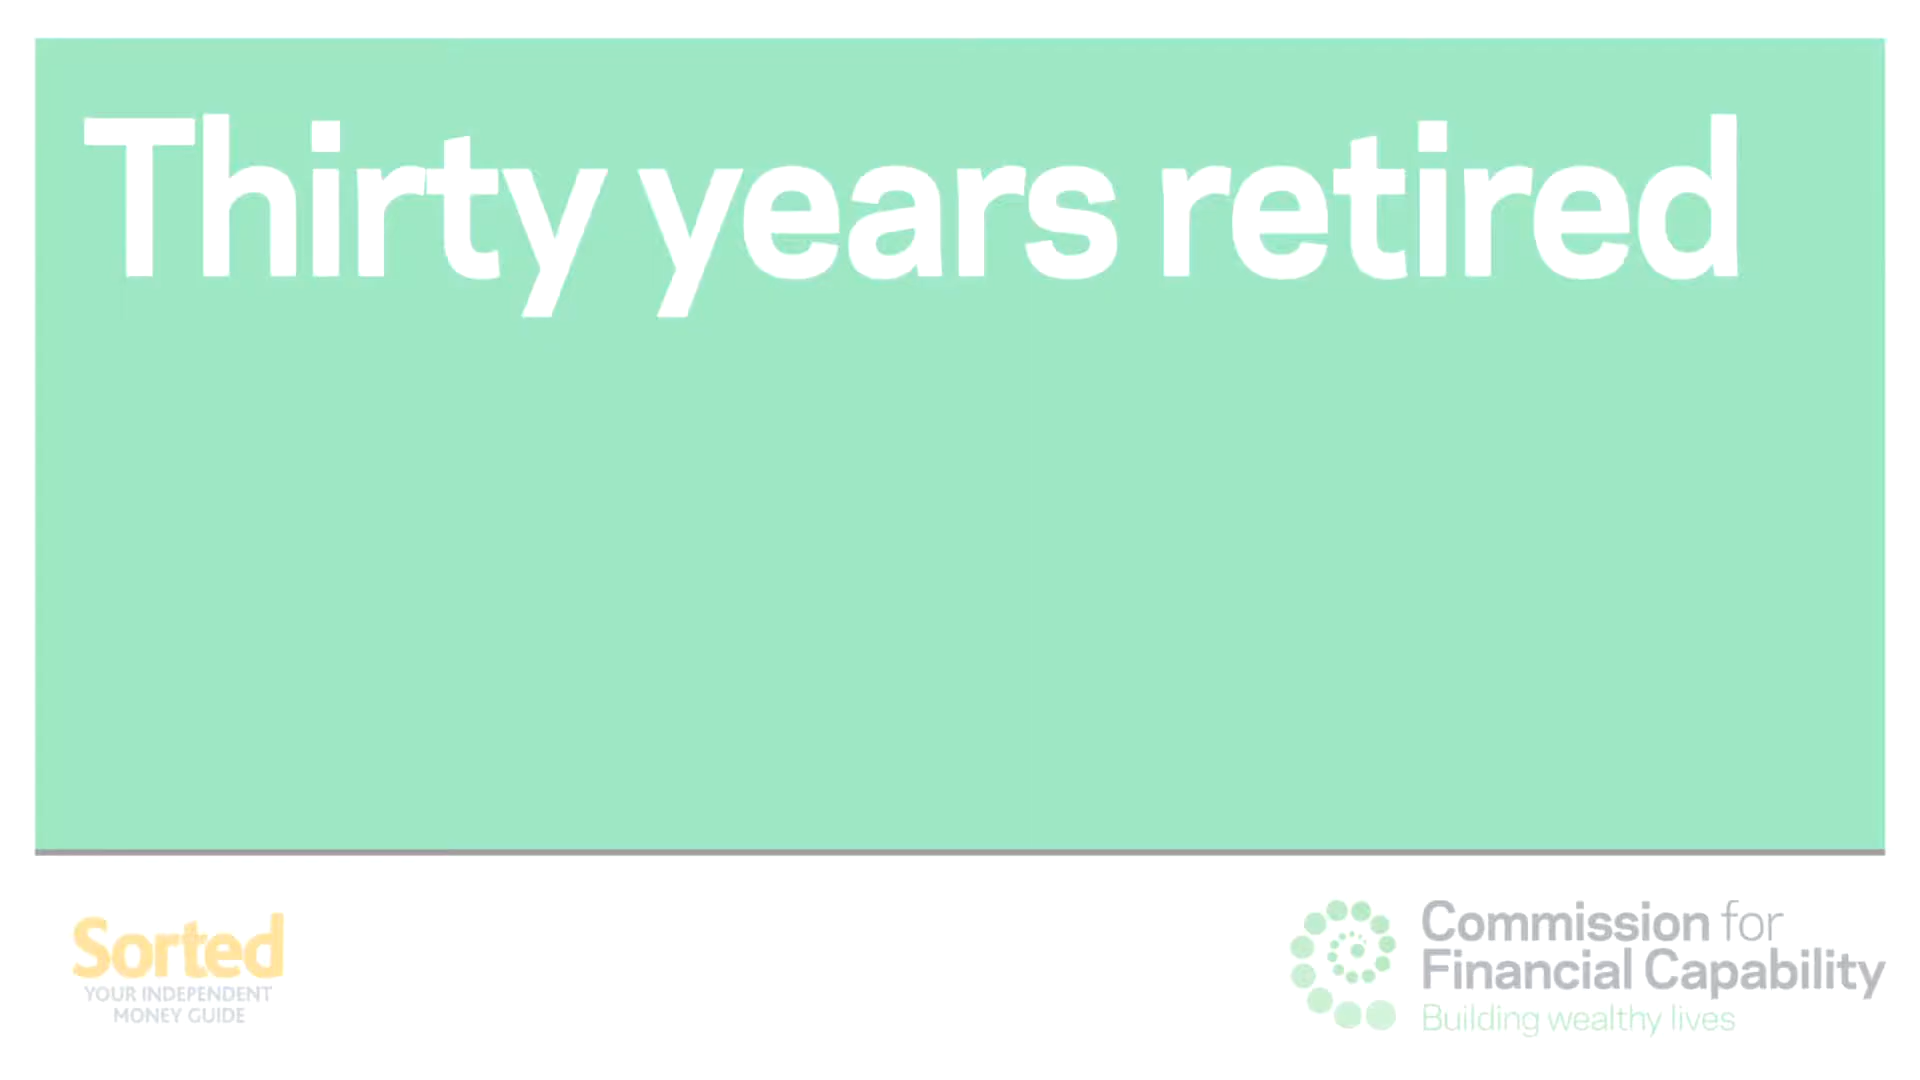 Thirty years retired
Sorted
YOUR INDEPENDENT
MONEY GUIDE
Commission for
Financial Capability
Building wealthy lives